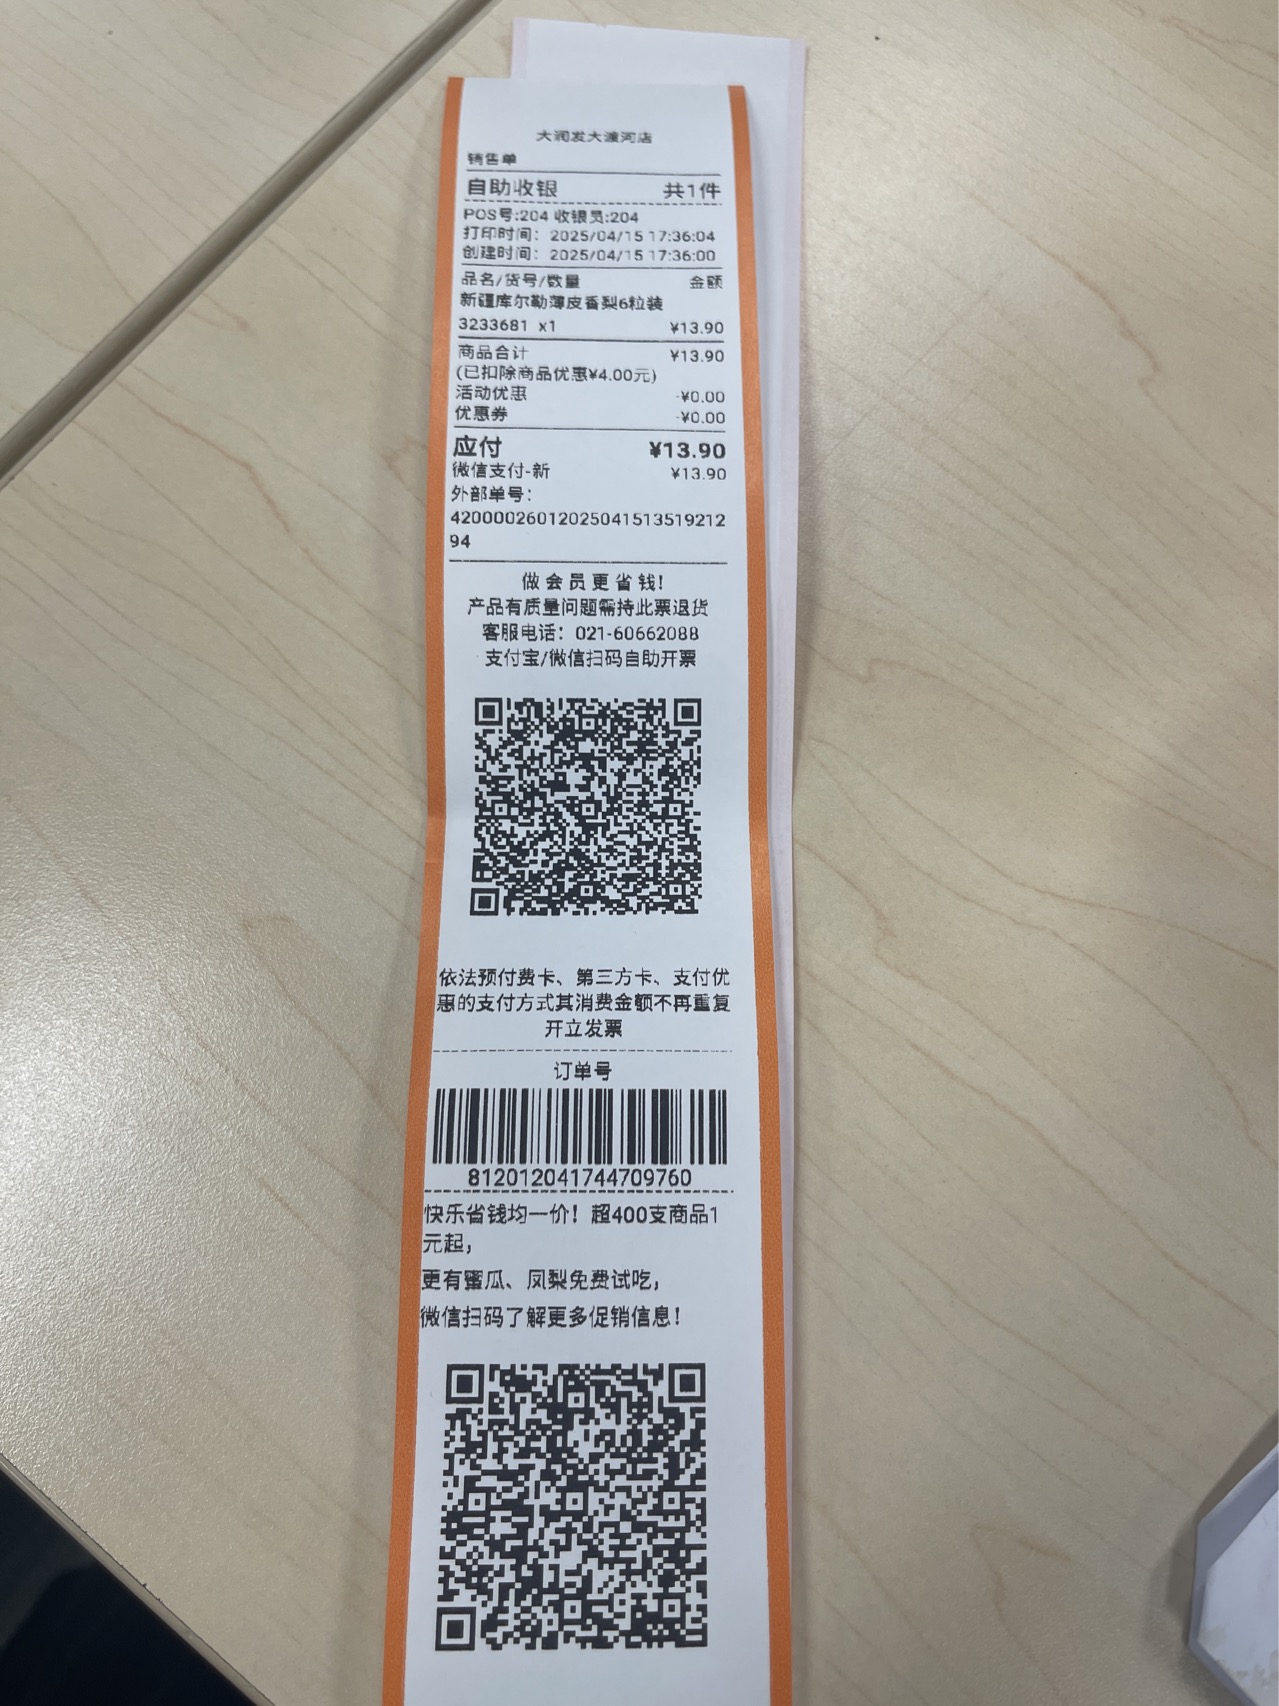 大润发大渡河店
销售单
自助收银 共1件
POS号:204 收银员:204
打印时间: 2025/04/15 17:36:04
创建时间: 2025/04/15 17:36:00
品名/货号/数量 金额
新疆库尔勒薄皮香梨6粒装
3233681 x1 ¥13.90
商品合计 ¥13.90
(已扣除商品优惠¥4.00元)
活动优惠 -¥0.00
优惠券 -¥0.00
应付 ¥13.90
微信支付-新 ¥13.90
外部单号:
42000026012025041513519212
94
做会员更省钱!
产品有质量问题需持此票退货
客服电话: 021-60662088
支付宝/微信扫码自助开票
依法预付费卡、第三方卡、支付优
惠的支付方式其消费金额不再重复
开立发票
订单号
812012041744709760
快乐省钱均一价! 超400支商品1
元起,
更有蜜瓜、凤梨免费试吃,
微信扫码了解更多促销信息!